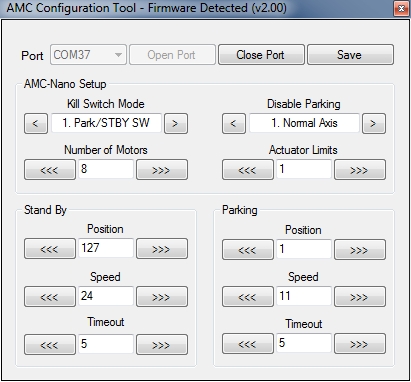 AMC Configuration Tool - Firmware Detected (v2.00)
Port COM37 Open Port Close Port Save
AMC-Nano Setup
Kill Switch Mode Disable Parking
< 1. Park/STBY SW > < 1. Normal Axis >
Number of Motors Actuator Limits
<<< 8 >>> <<< 1 >>>
Stand By
Position
<<< 127 >>>
Speed
<<< 24 >>>
Timeout
<<< 5 >>>
Parking
Position
<<< 1 >>>
Speed
<<< 11 >>>
Timeout
<<< 5 >>>